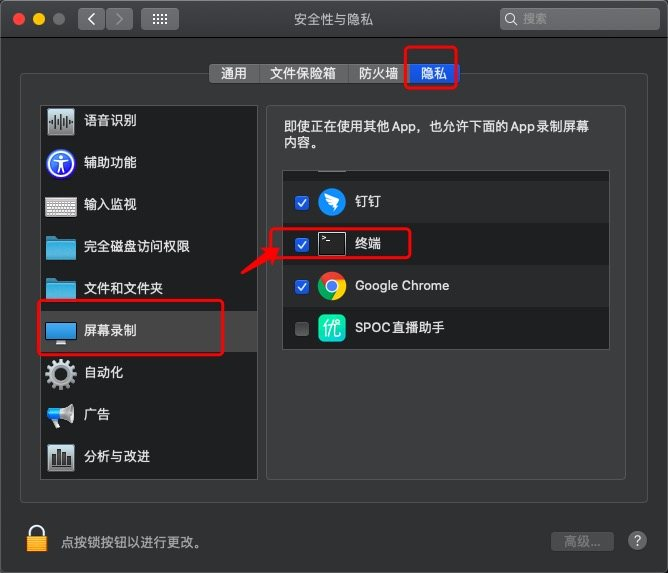 安全性与隐私
搜索
通用
文件保险箱
防火墙
隐私
语音识别
辅助功能
输入监视
完全磁盘访问权限
文件和文件夹
屏幕录制
自动化
广告
分析与改进
即使正在使用其他App，也允许下面的App录制屏幕
内容。
钉钉
>_
终端
Google Chrome
优
SPOC直播助手
点按锁按钮以进行更改。
高级...
?